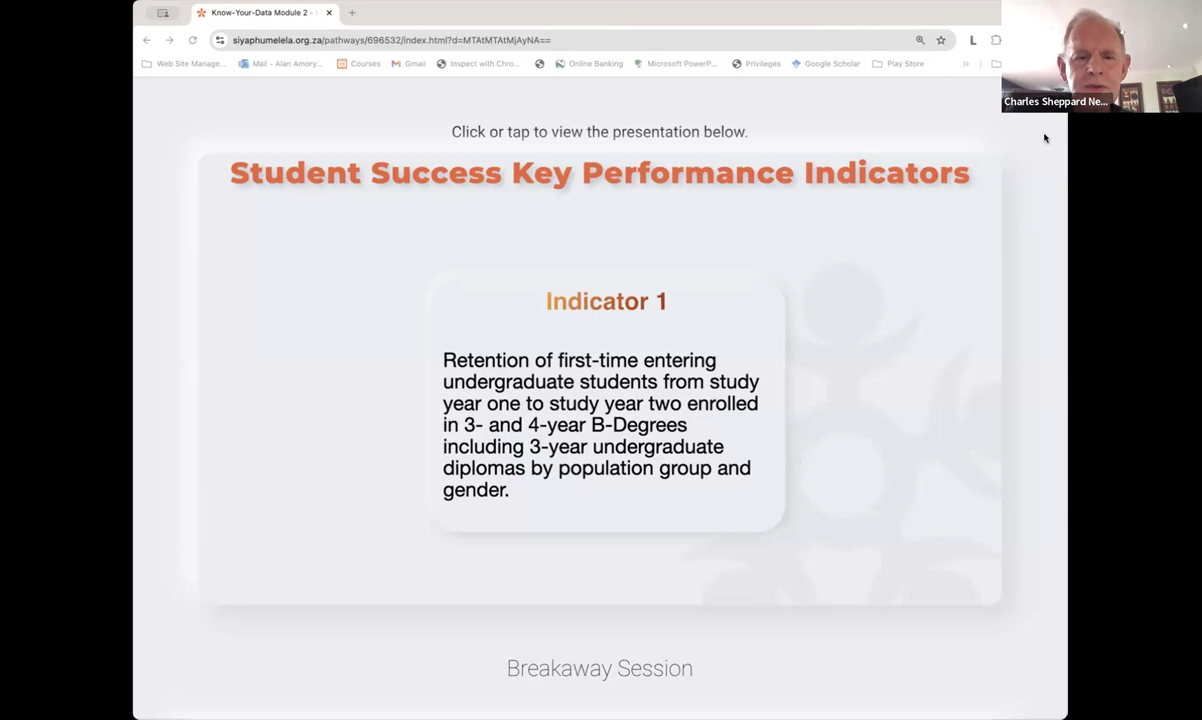 Know-Your-Data Module 2 -
siyaphumelela.org.za/pathways/696532/index.html?d=MTAtMTAtMjAyNA==
L
Web Site Manage... Mail - Alan Amory,... Courses Gmail Inspect with Chro... Online Banking Microsoft PowerP... Privileges Google Scholar Play Store
Charles Sheppard Ne...
Click or tap to view the presentation below.
Student Success Key Performance Indicators
Indicator 1
Retention of first-time entering
undergraduate students from study
year one to study year two enrolled
in 3- and 4-year B-Degrees
including 3-year undergraduate
diplomas by population group and
gender.
Breakaway Session